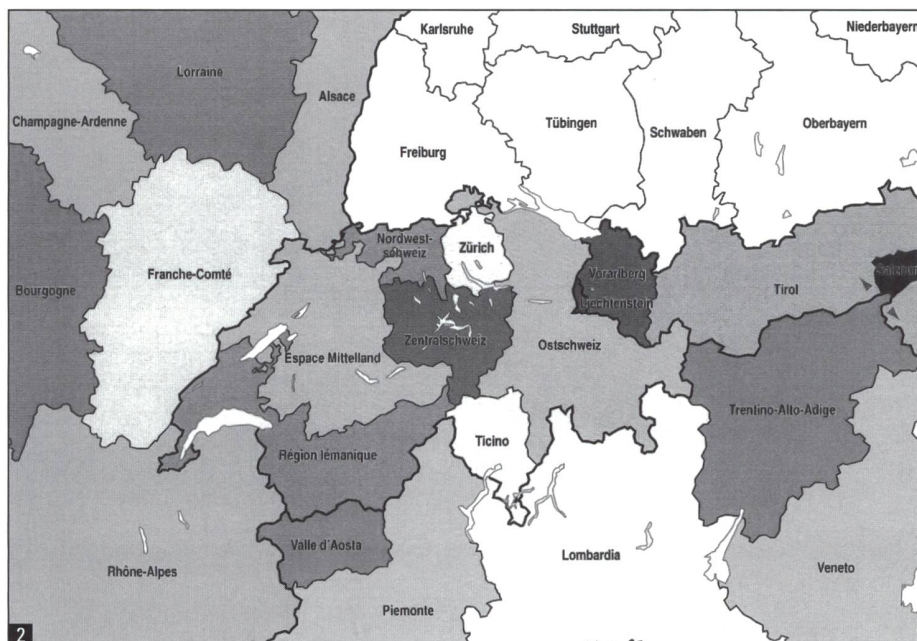 Karlsruhe
Stuttgart
Niederbayern
Lorraine
Alsace
Champagne-Ardenne
Tübingen
Oberbayern
Schwaben
Freiburg
Nordwest-
schweiz
Zürich
Vorarlberg
Franche-Comté
Salzburg
Bourgogne
Tirol
Liechtenstein
Zentralschweiz
Ostschweiz
Espace Mittelland
Trentino-Alto-Adige
Ticino
Région lémanique
Valle d'Aosta
Lombardia
Rhône-Alpes
Veneto
Piemonte
2